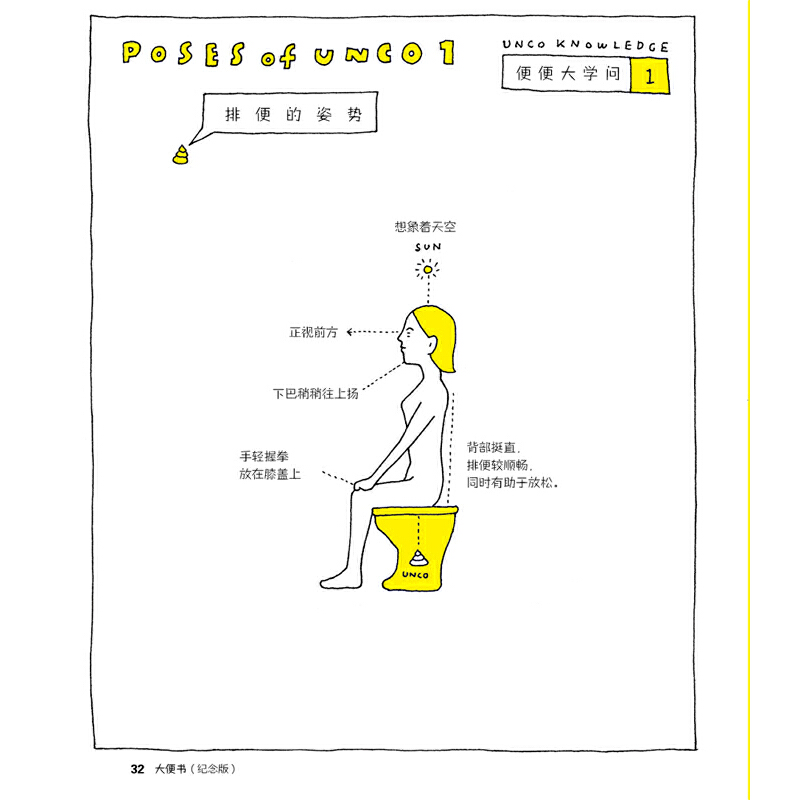 POSES of UNCO 1
UNCO KNOWLEDGE
便便大学问 1
排便的姿势
想象着天空
SUN
正视前方
下巴稍稍往上扬
手轻握拳
放在膝盖上
背部挺直,
排便较顺畅,
同时有助于放松。
UNCO
32 大便书(纪念版)